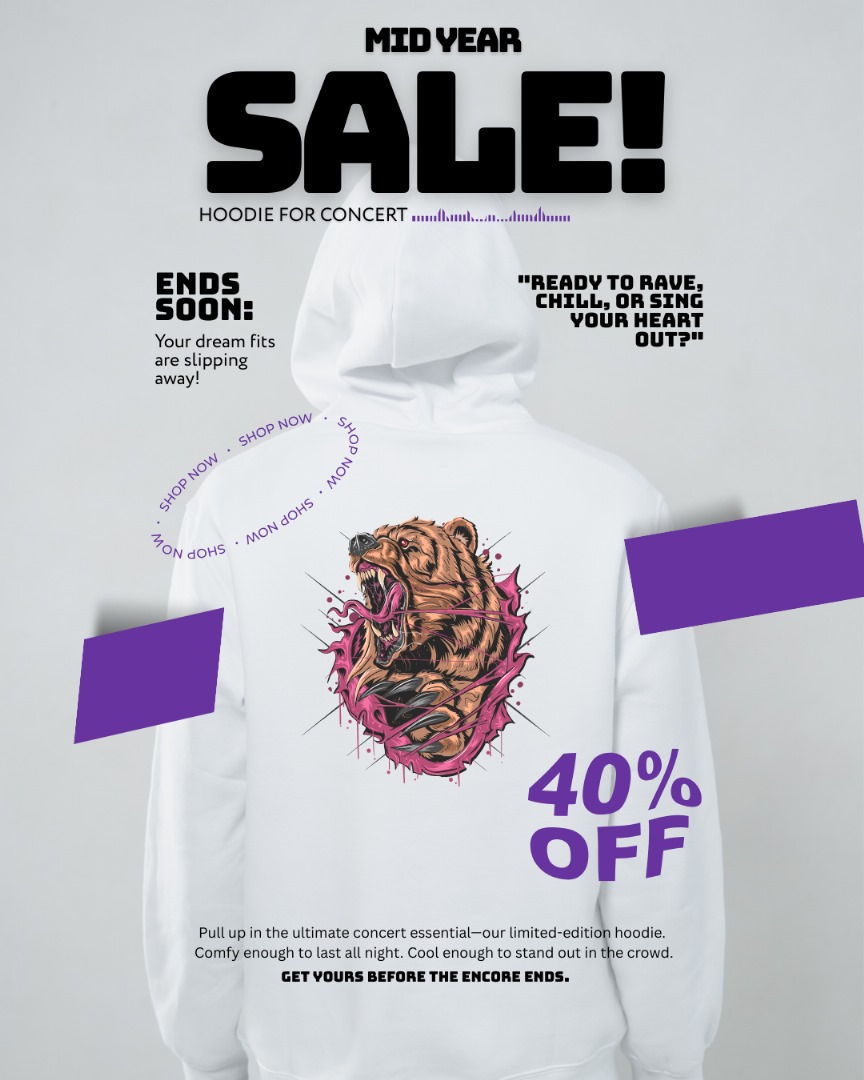 MID YEAR
SALE!
HOODIE FOR CONCERT
ENDS
SOON:
Your dream fits
are slipping
away!
"READY TO RAVE,
CHILL, OR SING
YOUR HEART
OUT?"
SHOP NOW • SHOP NOW • SHOP NOW • SHOP NOW • SHOP NOW •
40%
OFF
Pull up in the ultimate concert essential—our limited-edition hoodie.
Comfy enough to last all night. Cool enough to stand out in the crowd.
GET YOURS BEFORE THE ENCORE ENDS.